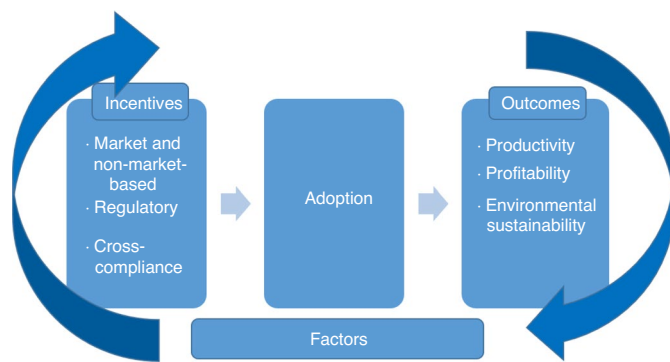 Incentives
· Market and
non-market-
based
· Regulatory
· Cross-
compliance
Adoption
Outcomes
· Productivity
· Profitability
· Environmental
sustainability
Factors